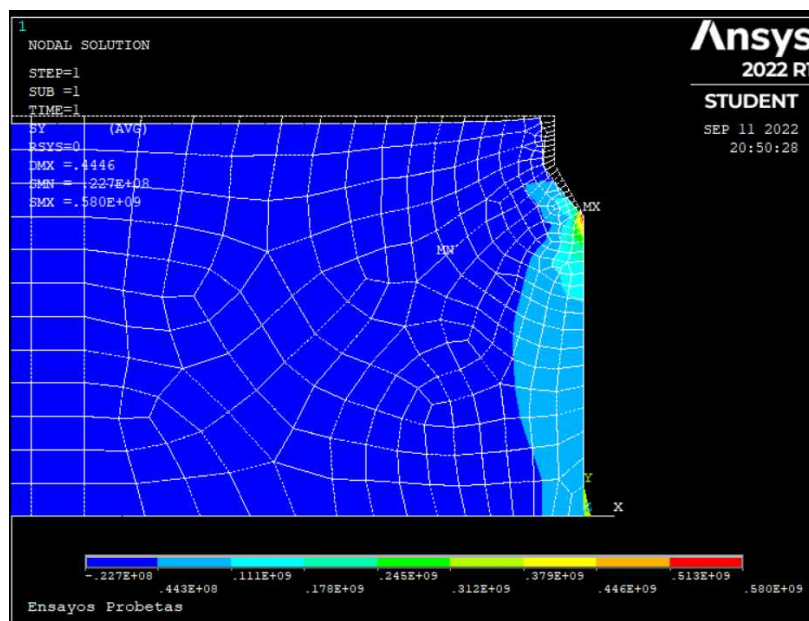 1
NODAL SOLUTION
STEP=1
SUB =1
TIME=1
SY (AVG)
RSYS=0
DMX =.4446
SMN =-.227E+08
SMX =.580E+09
Ansys
2022 R1
STUDENT
SEP 11 2022
20:50:28
MX
MN
Y
X
-.227E+08
.443E+08
.111E+09
.178E+09
.245E+09
.312E+09
.379E+09
.446E+09
.513E+09
.580E+09
Ensayos Probetas